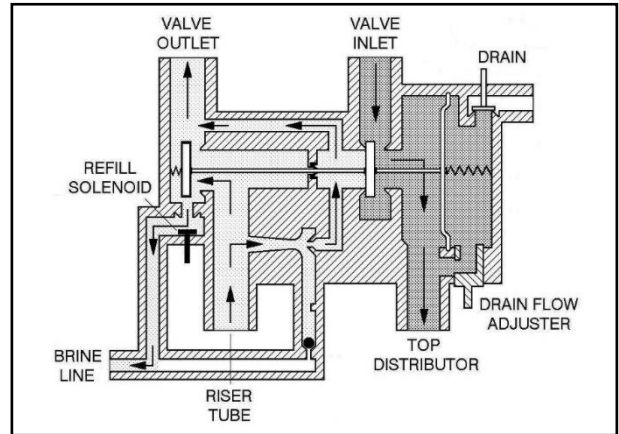 VALVE
OUTLET
VALVE
INLET
DRAIN
REFILL
SOLENOID
DRAIN FLOW
ADJUSTER
BRINE
LINE
TOP
DISTRIBUTOR
RISER
TUBE